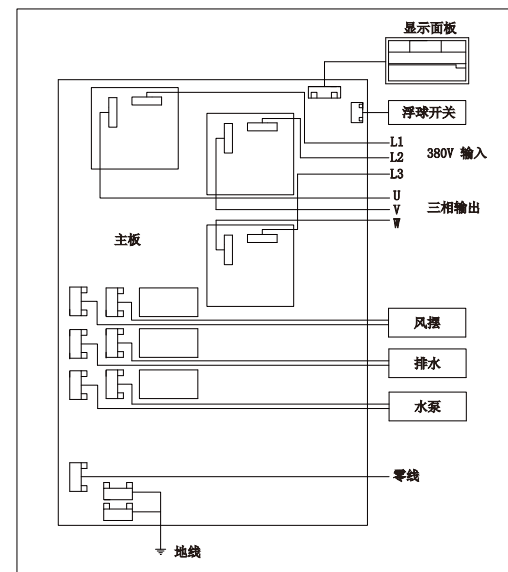 显示面板
浮球开关
L1
L2
380V 输入
L3
U
V
三相输出
W
主板
风摆
排水
水泵
零线
地线